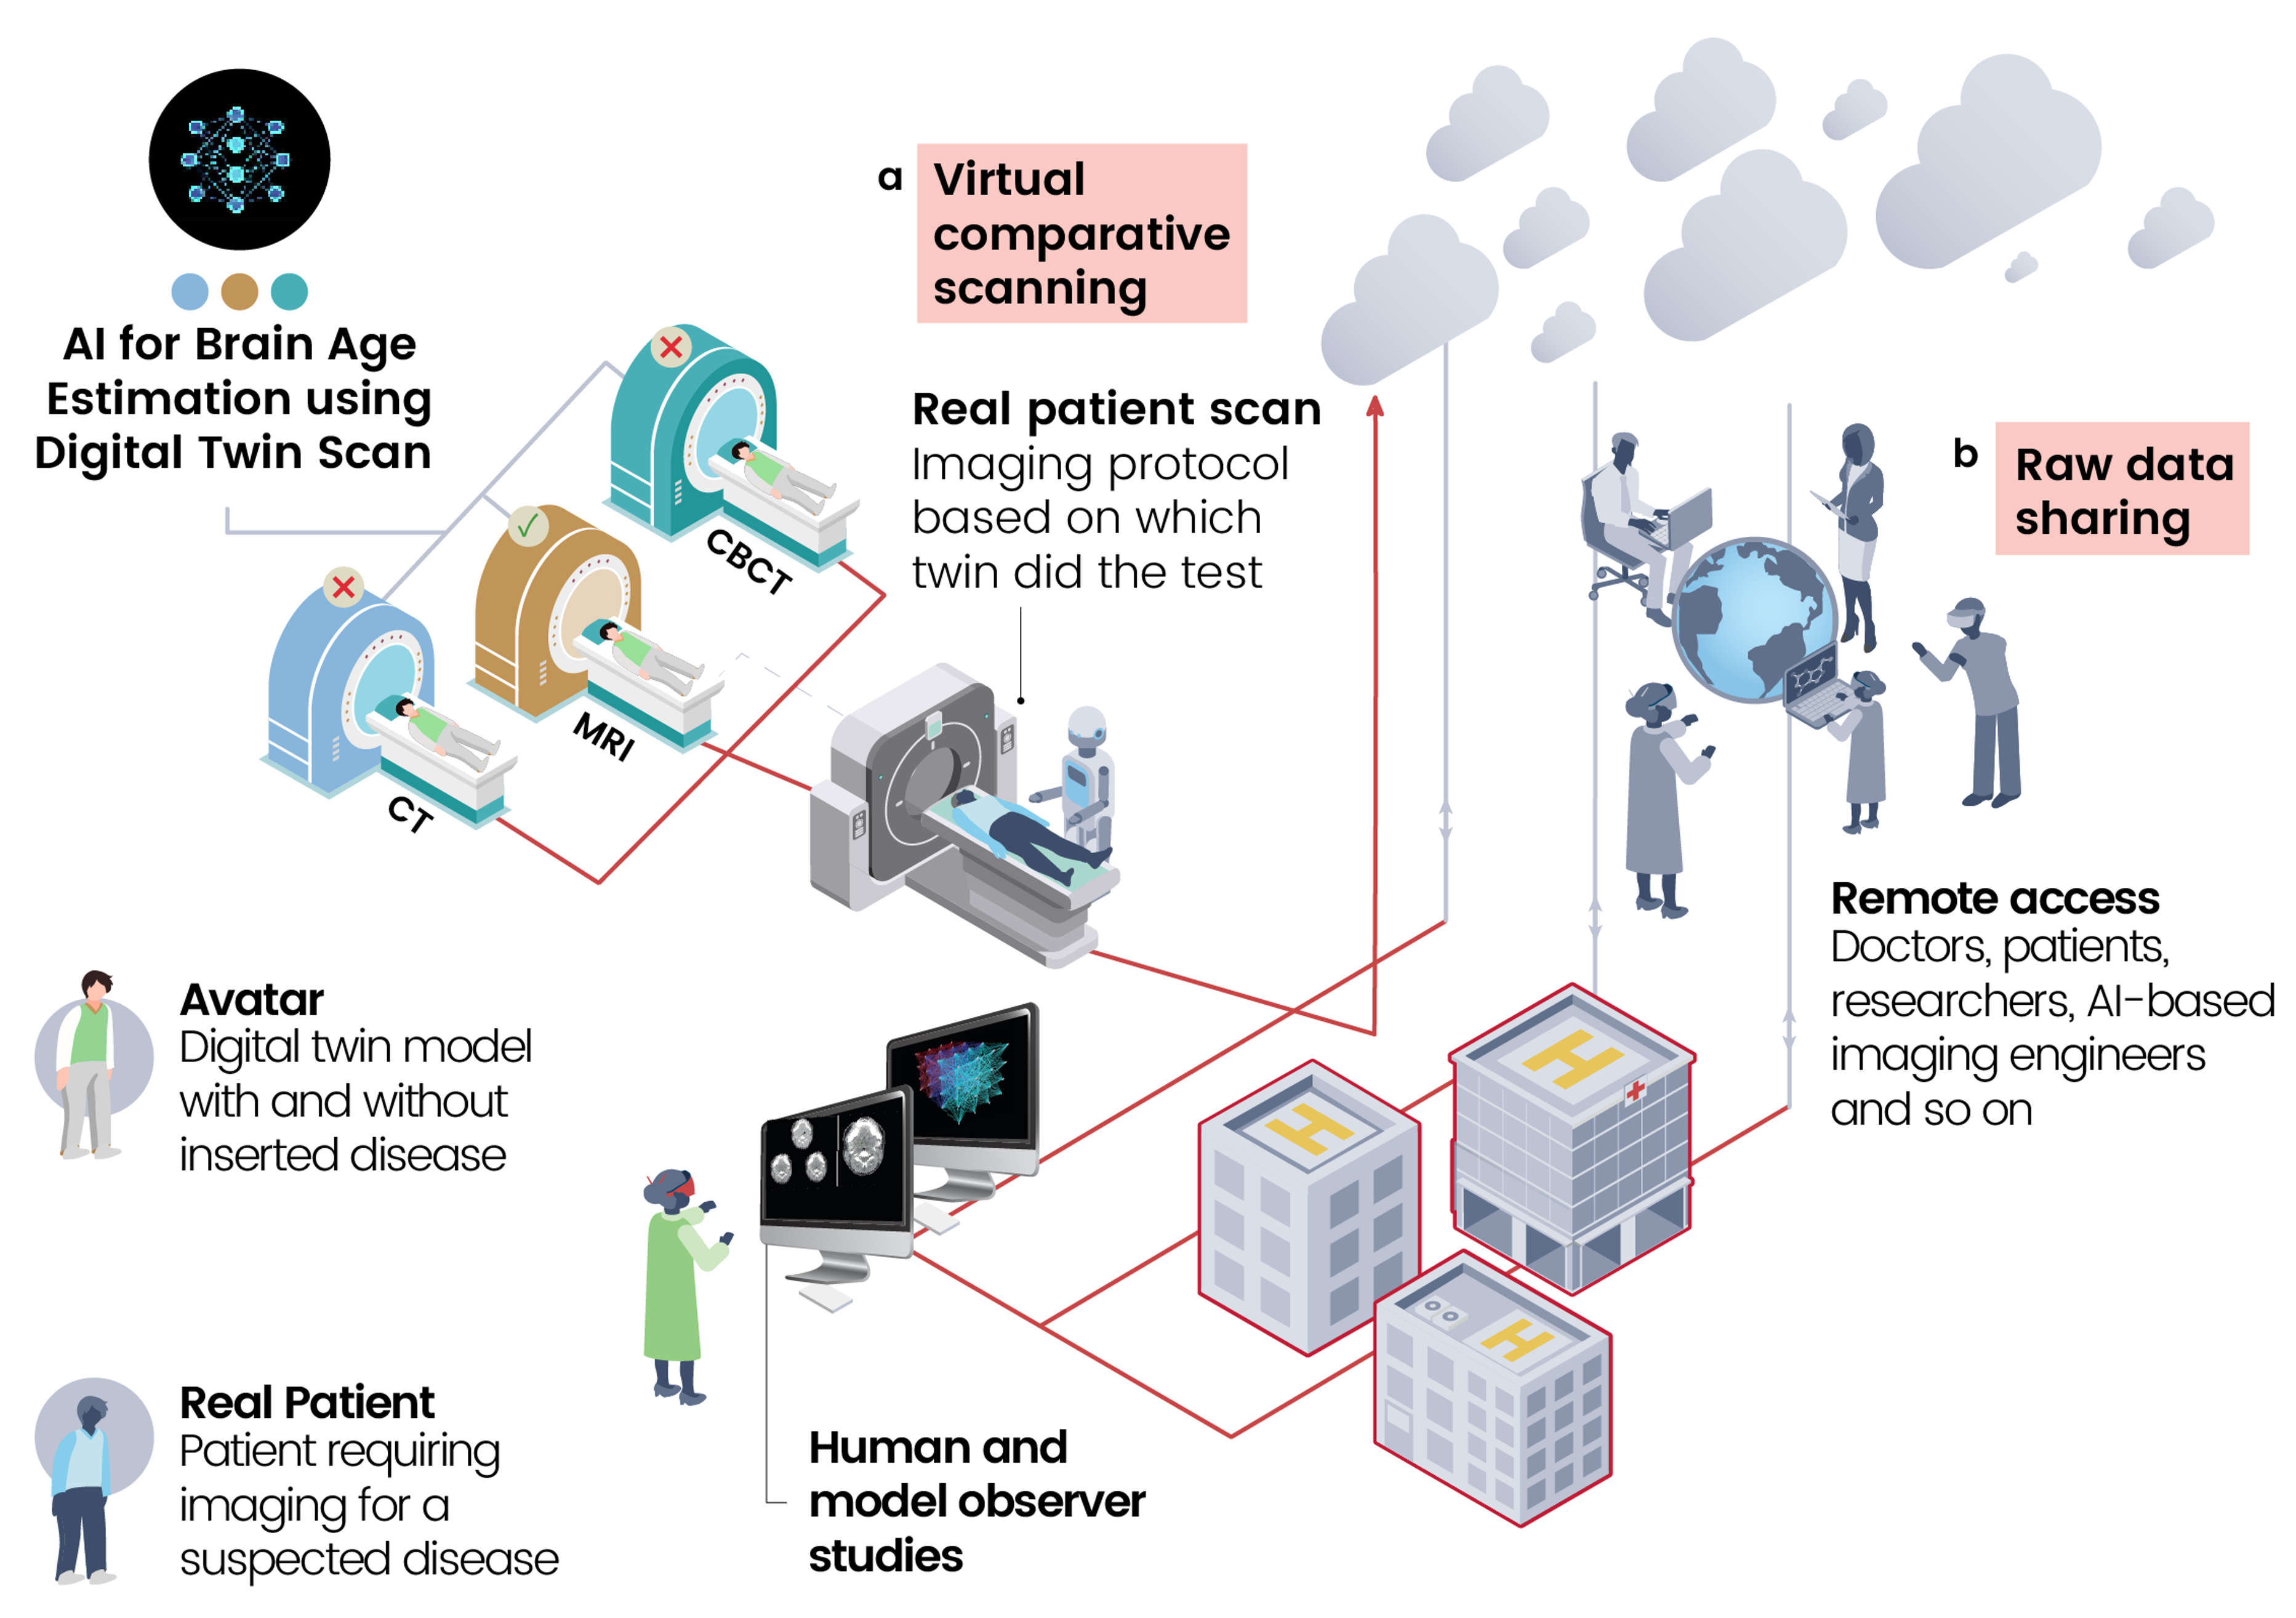 AI for Brain Age
Estimation using
Digital Twin Scan
a
Virtual
comparative
scanning
CBCT
MRI
CT
Real patient scan
Imaging protocol
based on which
twin did the test
b
Raw data
sharing
Remote access
Doctors, patients,
researchers, AI-based
imaging engineers
and so on
Avatar
Digital twin model
with and without
inserted disease
Real Patient
Patient requiring
imaging for a
suspected disease
Human and
model observer
studies
H
H
H